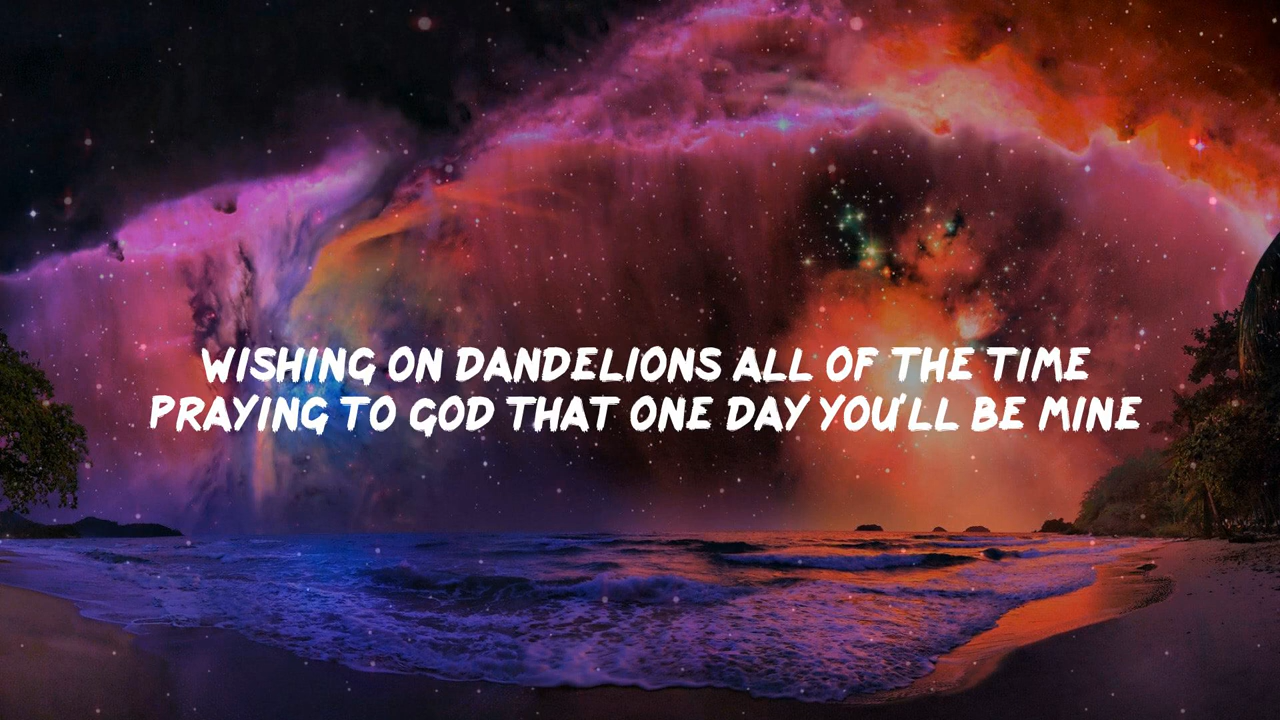 WISHING ON DANDELIONS ALL OF THE TIME
PRAYING TO GOD THAT ONE DAY YOU'LL BE MINE